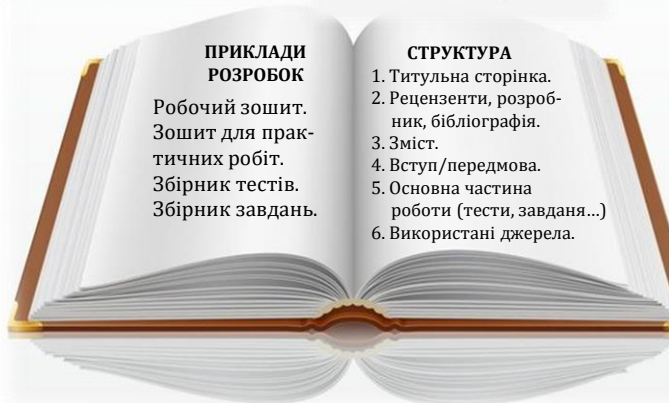 ПРИКЛАДИ
РОЗРОБОК
Робочий зошит.
Зошит для прак-
тичних робіт.
Збірник тестів.
Збірник завдань.
СТРУКТУРА
1. Титульна сторінка.
2. Рецензенти, розроб-
ник, бібліографія.
3. Зміст.
4. Вступ/передмова.
5. Основна частина
роботи (тести, завданя...)
6. Використані джерела.